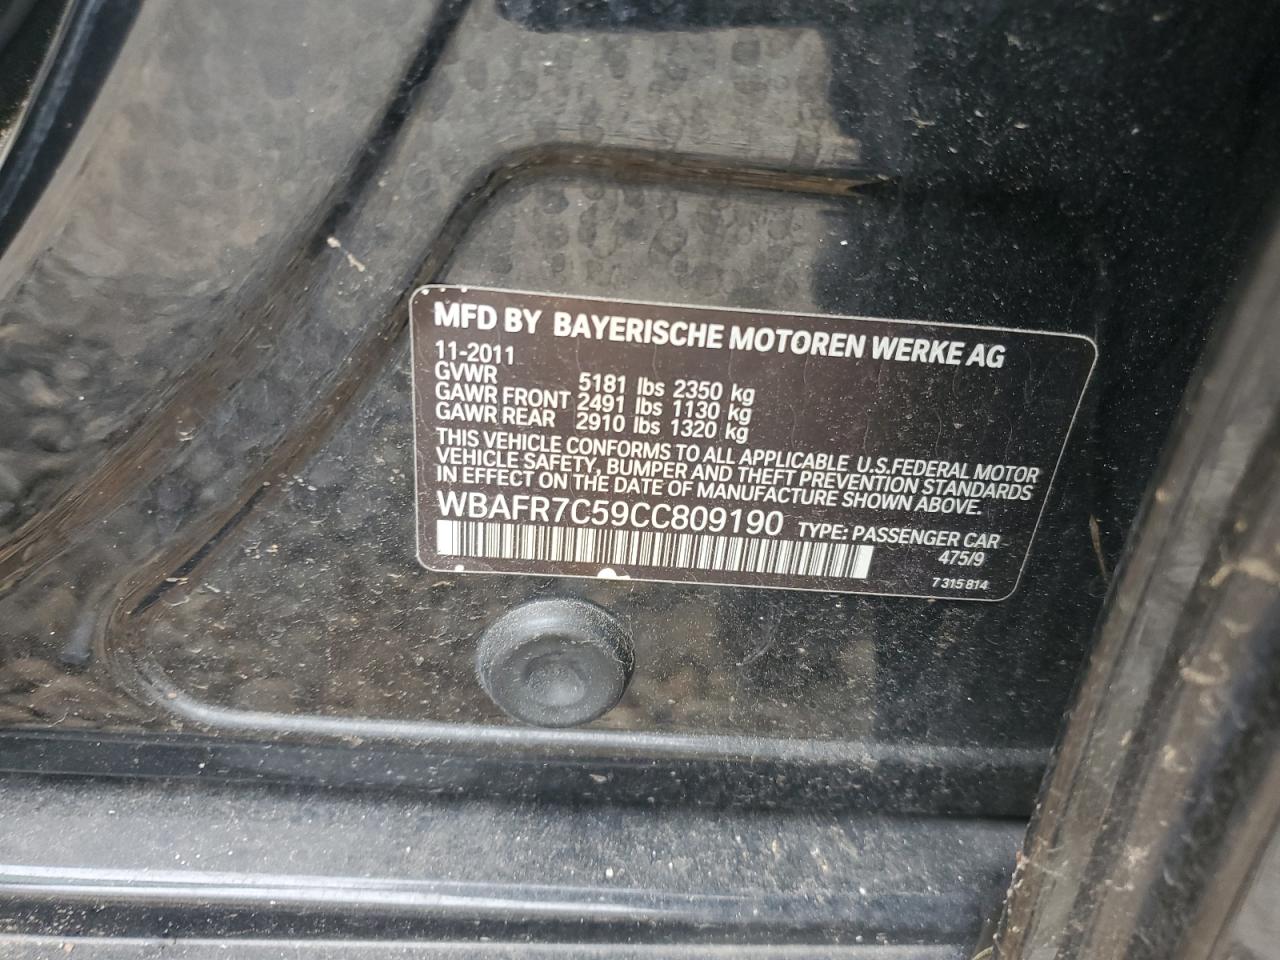 MFD BY BAYERISCHE MOTOREN WERKE AG
11-2011
GVWR 5181 lbs 2350 kg
GAWR FRONT 2491 lbs 1130 kg
GAWR REAR 2910 lbs 1320 kg
THIS VEHICLE CONFORMS TO ALL APPLICABLE U.S.FEDERAL MOTOR
VEHICLE SAFETY, BUMPER AND THEFT PREVENTION STANDARDS
IN EFFECT ON THE DATE OF MANUFACTURE SHOWN ABOVE.
WBAFR7C59CC809190 TYPE: PASSENGER CAR
475/9
7 315 814